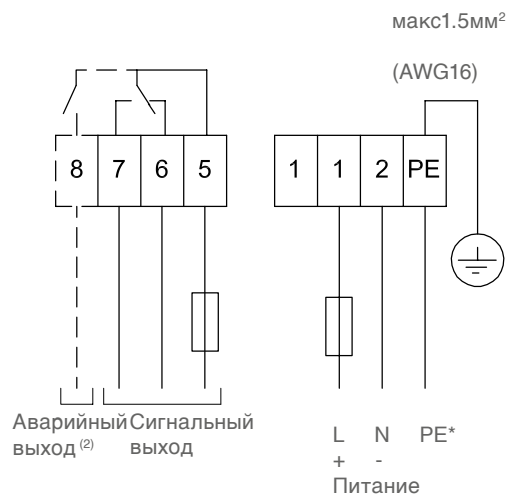 макс1.5мм²
(AWG16)
8 7 6 5 1 1 2 PE
Аварийный Сигнальный
выход (2) выход
L N PE*
+ -
Питание